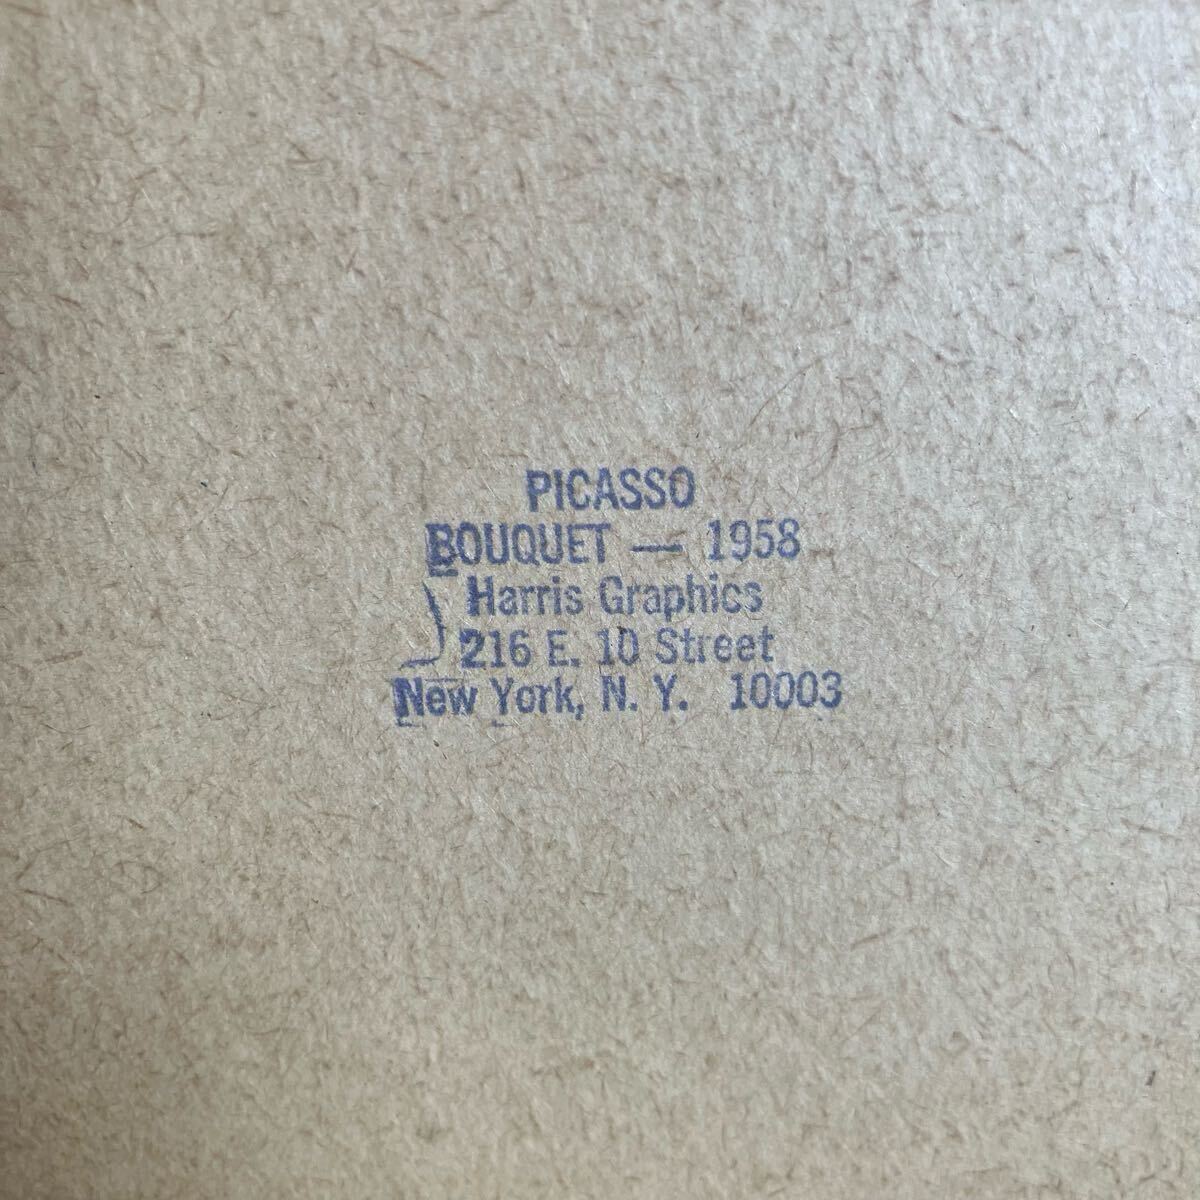 PICASSO
BOUQUET — 1958
Harris Graphics
216 E. 10 Street
New York, N. Y. 10003